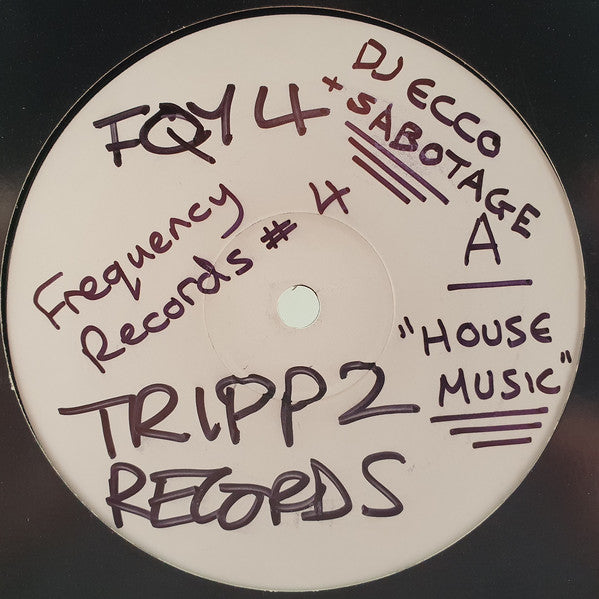 FQY 4
DJ ECCO
+ SABOTAGE
A
Frequency
Records # 4
"HOUSE
MUSIC"
TRIPP 2
RECORDS